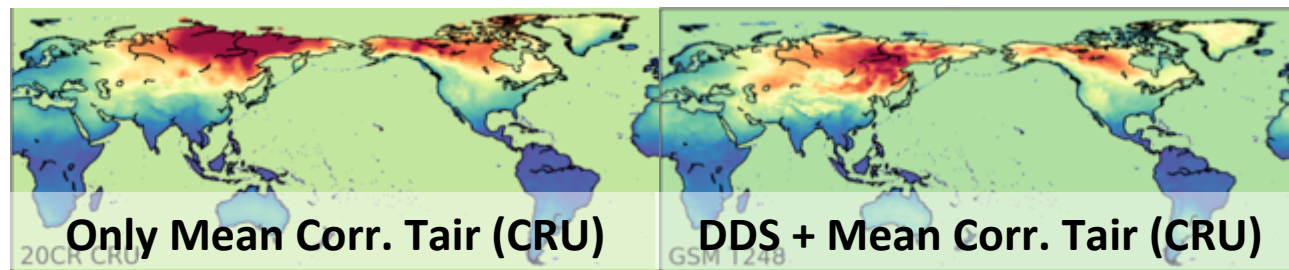 Only Mean Corr. Tair (CRU)
20CR CRU
DDS + Mean Corr. Tair (CRU)
GSM T248